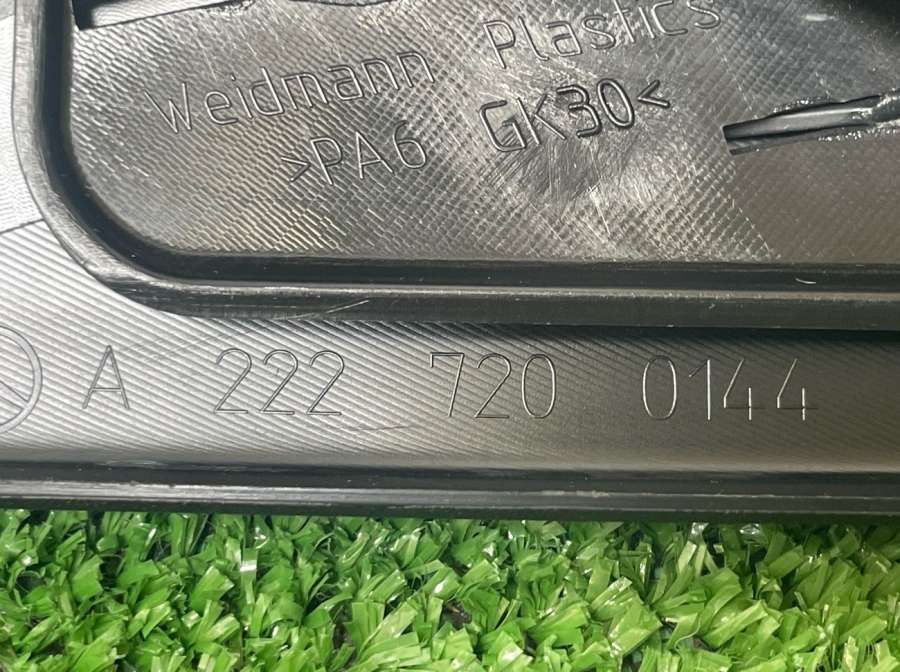 Weidmann Plastics
>PA6 GK30<
A 222 720 0144